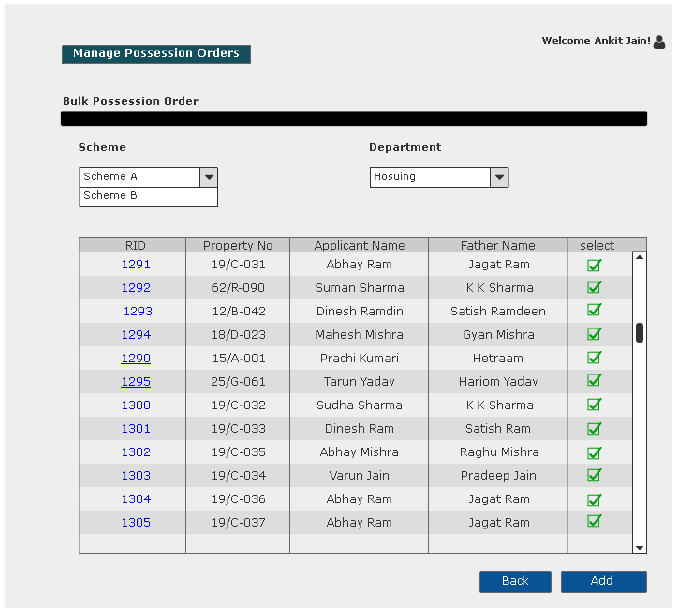 Welcome Ankit Jain!
Manage Possession Orders
Bulk Possession Order
Scheme Department
Scheme A Hosuing
Scheme B
RID Property No Applicant Name Father Name select
1291 19/C-031 Abhay Ram Jagat Ram
1292 62/R-090 Suman Sharma K K Sharma
1293 12/B-042 Dinesh Ramdin Satish Ramdeen
1294 18/D-023 Mahesh Mishra Gyan Mishra
1290 15/A-001 Prachi Kumari Hetraam
1295 25/G-061 Tarun Yadav Hariom Yadav
1300 19/C-032 Sudha Sharma K K Sharma
1301 19/C-033 Dinesh Ram Satish Ram
1302 19/C-035 Abhay Mishra Raghu Mishra
1303 19/C-034 Varun Jain Pradeep Jain
1304 19/C-036 Abhay Ram Jagat Ram
1305 19/C-037 Abhay Ram Jagat Ram
Back Add